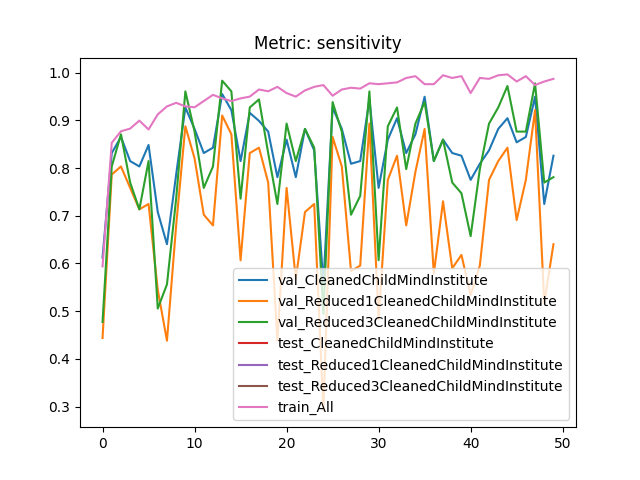 Metric: sensitivity
1.0
0.9
0.8
0.7
0.6
0.5
0.4
0.3
val_CleanedChildMindInstitute
val_Reduced1CleanedChildMindInstitute
val_Reduced3CleanedChildMindInstitute
test_CleanedChildMindInstitute
test_Reduced1CleanedChildMindInstitute
test_Reduced3CleanedChildMindInstitute
train_All
0 10 20 30 40 50